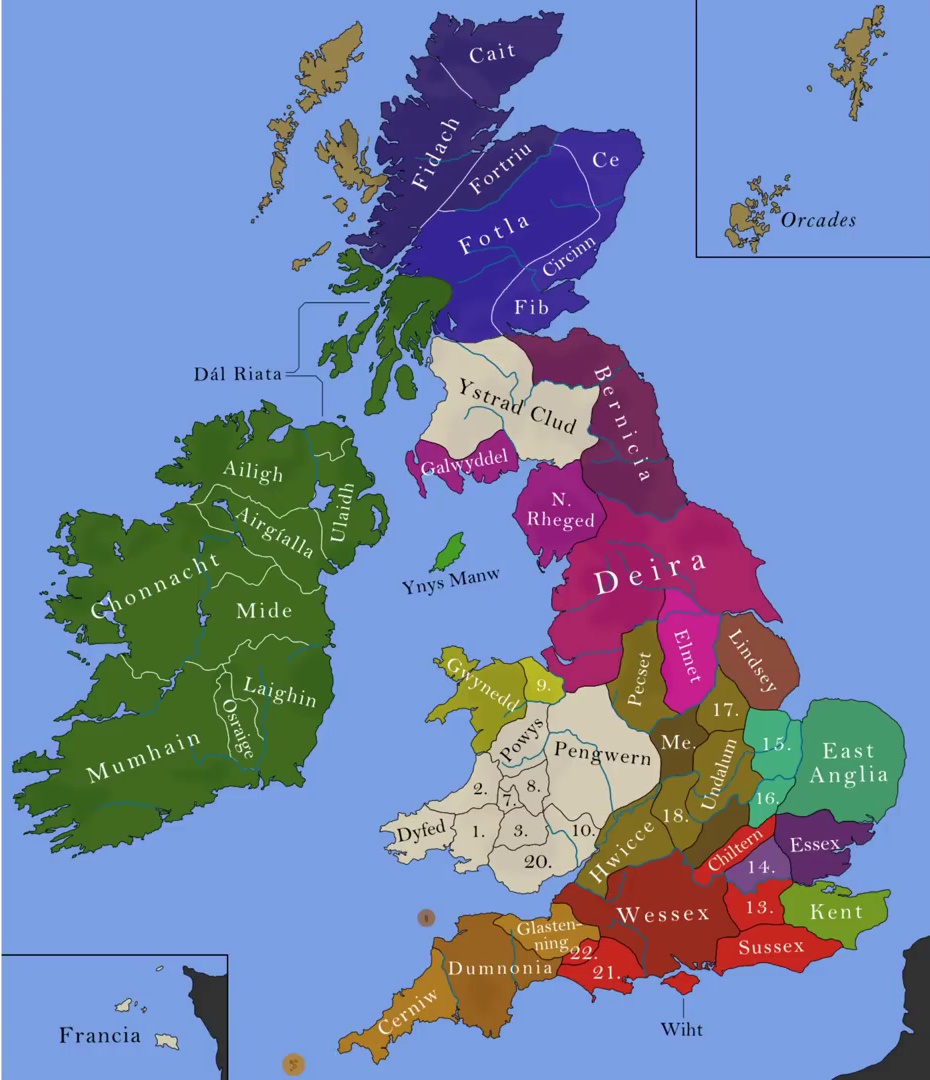 Cait
Fidach
Fortriu
Ce
Fotla
Circinn
Fib
Orcades
Dál Riata
Ystrad Clud
Bernicia
Galwyddel
N.
Rheged
Ailigh
Airgíalla
Ulaidh
Chonnacht
Mide
Laighin
Osraige
Mumhain
Ynys Manw
Deira
Elmet
Lindsey
Pecset
Gwynedd
9.
17.
Powys
Pengwern
Me.
15.
East
Anglia
Undalum
2.
7.
8.
16.
18.
Dyfed
1.
3.
10.
20.
Hwicce
Chiltern
Essex
14.
Wessex
13.
Kent
Glasten-
ning
Sussex
22.
21.
Dumnonia
Cerniw
Wiht
Francia